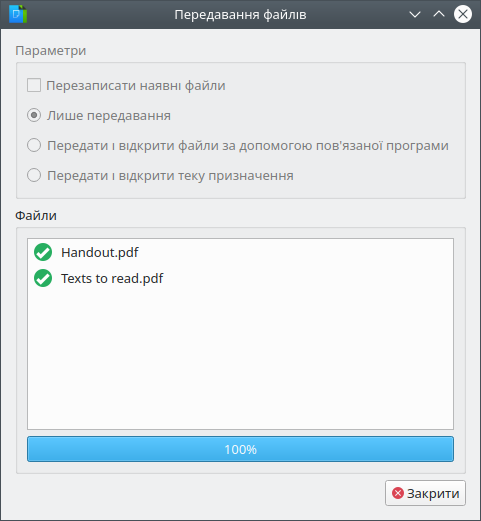 Передавання файлів
Параметри
Перезаписати наявні файли
Лише передавання
Передати і відкрити файли за допомогою пов'язаної програми
Передати і відкрити теку призначення
Файли
Handout.pdf
Texts to read.pdf
100%
Закрити